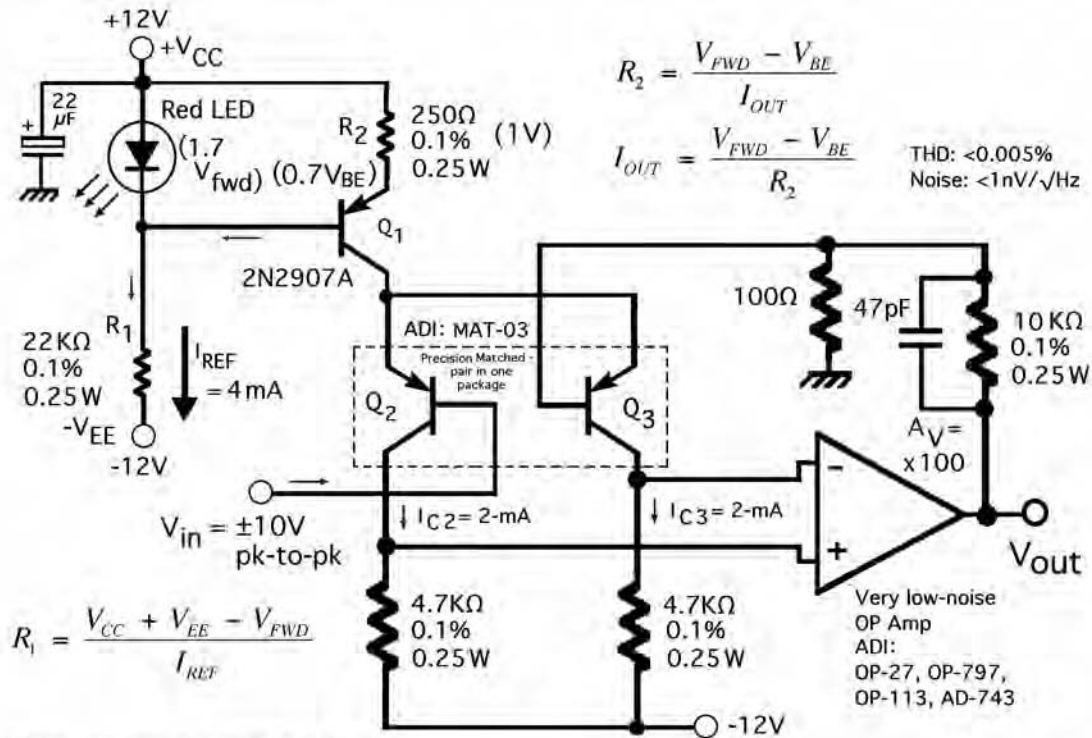 +12V
+V CC
22 µF
+
Red LED
(1.7 V fwd)
(0.7V BE)
R2
250Ω
0.1%
0.25W
(1V)
R2 = (VFWD − VBE) / IOUT
IOUT = (VFWD − VBE) / R2
THD: <0.005%
Noise: <1nV/√Hz
Q1
2N2907A
R1
22KΩ
0.1%
0.25W
IREF
= 4mA
-VEE
-12V
ADI: MAT-03
Precision Matched -
pair in one
package
Q2
Q3
100Ω
47pF
10KΩ
0.1%
0.25W
AV=
x100
−
+
Vin = ±10V
pk-to-pk
IC2= 2-mA
IC3= 2-mA
Vout
R1 = (VCC + VEE − VFWD) / IREF
4.7KΩ
0.1%
0.25W
4.7KΩ
0.1%
0.25W
-12V
Very low-noise
OP Amp
ADI:
OP-27, OP-797,
OP-113, AD-743